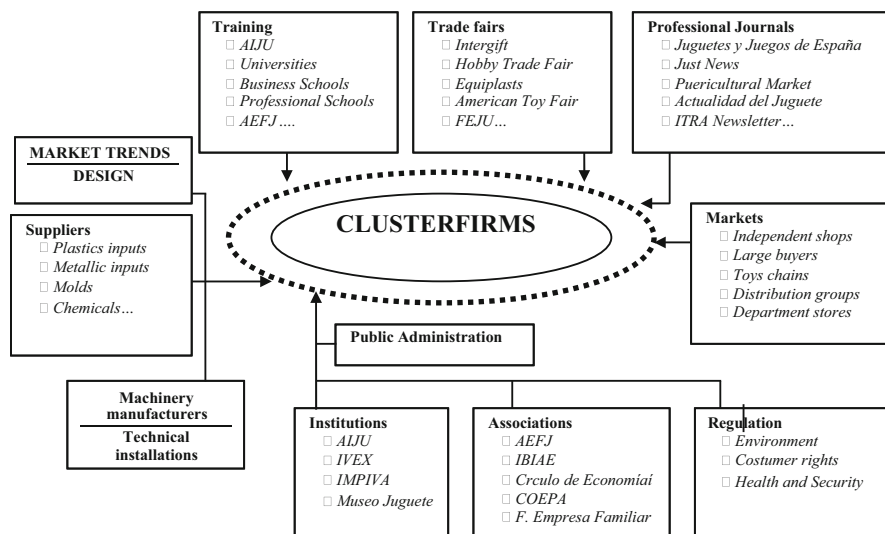 Training
□ AIJU
□ Universities
□ Business Schools
□ Professional Schools
□ AEFJ ....
Trade fairs
□ Intergift
□ Hobby Trade Fair
□ Equiplasts
□ American Toy Fair
□ FEJU…
Professional Journals
□ Juguetes y Juegos de España
□ Just News
□ Puericultural Market
□ Actualidad del Juguete
□ ITRA Newsletter…
MARKET TRENDS
DESIGN
CLUSTERFIRMS
Suppliers
□ Plastics inputs
□ Metallic inputs
□ Molds
□ Chemicals…
Markets
□ Independent shops
□ Large buyers
□ Toys chains
□ Distribution groups
□ Department stores
Public Administration
Machinery
manufacturers
Technical
installations
Institutions
□ AIJU
□ IVEX
□ IMPIVA
□ Museo Juguete
Associations
□ AEFJ
□ IBIAE
□ Crculo de Economíaí
□ COEPA
□ F. Empresa Familiar
Regulation
□ Environment
□ Costumer rights
□ Health and Security